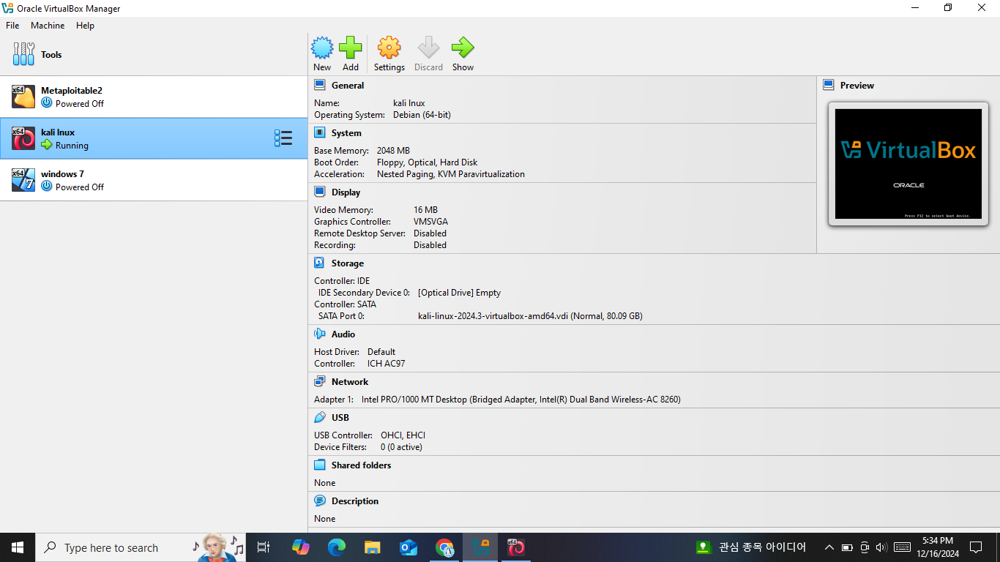 Oracle VirtualBox Manager
File Machine Help
Tools
New Add Settings Discard Show
x64 Metaploitable2
Powered Off
x64 kali lnux
Running
x64 7 windows 7
Powered Off
General
Name: kali lnux
Operating System: Debian (64-bit)
System
Base Memory: 2048 MB
Boot Order: Floppy, Optical, Hard Disk
Acceleration: Nested Paging, KVM Paravirtualization
Display
Video Memory: 16 MB
Graphics Controller: VMSVGA
Remote Desktop Server: Disabled
Recording: Disabled
Preview
VirtualBox
ORACLE
Press F12 to select boot device.
Storage
Controller: IDE
IDE Secondary Device 0: [Optical Drive] Empty
Controller: SATA
SATA Port 0: kali-linux-2024.3-virtualbox-amd64.vdi (Normal, 80.09 GB)
Audio
Host Driver: Default
Controller: ICH AC97
Network
Adapter 1: Intel PRO/1000 MT Desktop (Bridged Adapter, Intel(R) Dual Band Wireless-AC 8260)
USB
USB Controller: OHCI, EHCI
Device Filters: 0 (0 active)
Shared folders
None
Description
None
Type here to search
x64
관심 종목 아이디어
5:34 PM
12/16/2024